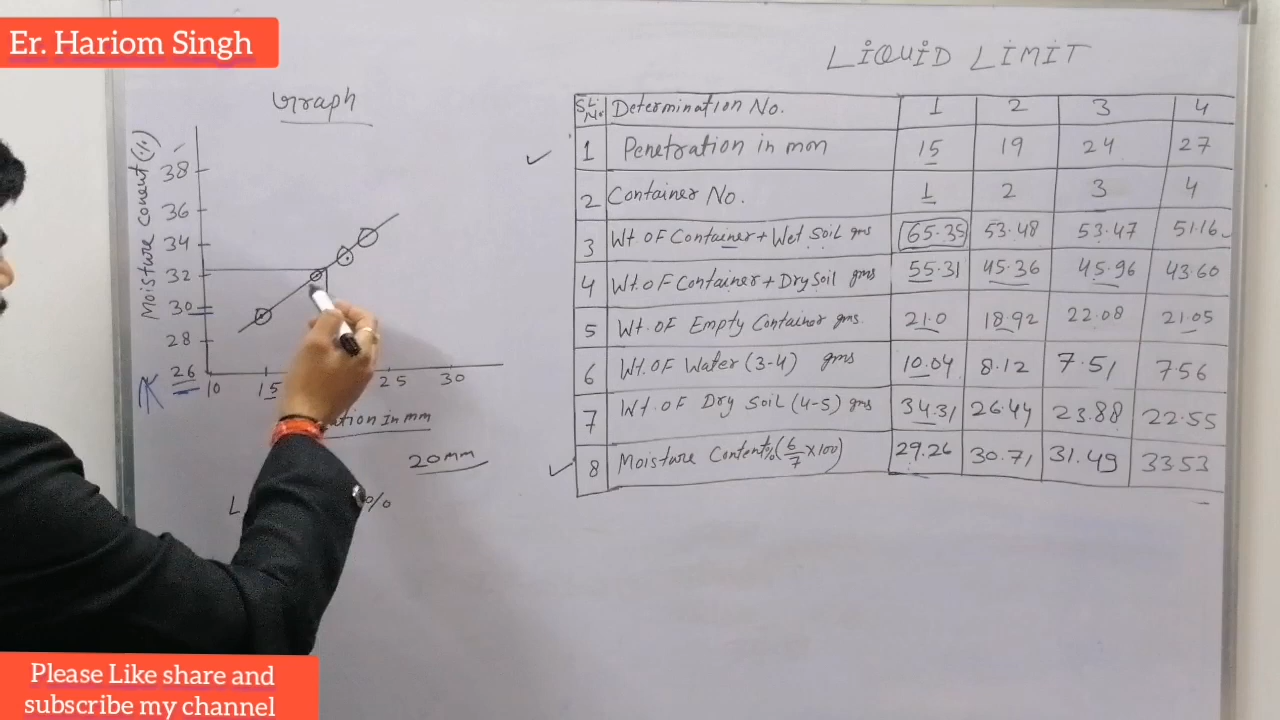 Er. Hariom Singh
LIQUID LIMIT
Graph
Moisture Conent (%)
38
36
34
32
30
28
26
10 15 25 30
in mm
20mm
L %
SL. No. Determination No. 1 2 3 4
1 Penetration in mm 15 19 24 27
2 Container No. 1 2 3 4
3 Wt. OF Container + Wet Soil gms 65.35 53.48 53.47 51.16
4 Wt. OF Container + Dry Soil gms 55.31 45.36 45.96 43.60
5 Wt. OF Empty Container gms. 21.0 18.92 22.08 21.05
6 Wt. OF Water (3-4) gms 10.04 8.12 7.51 7.56
7 Wt. OF Dry Soil (4-5) gms 34.31 26.44 23.88 22.55
8 Moisture Content% (6/7 x100) 29.26 30.71 31.49 33.53
Please Like share and
subscribe my channel